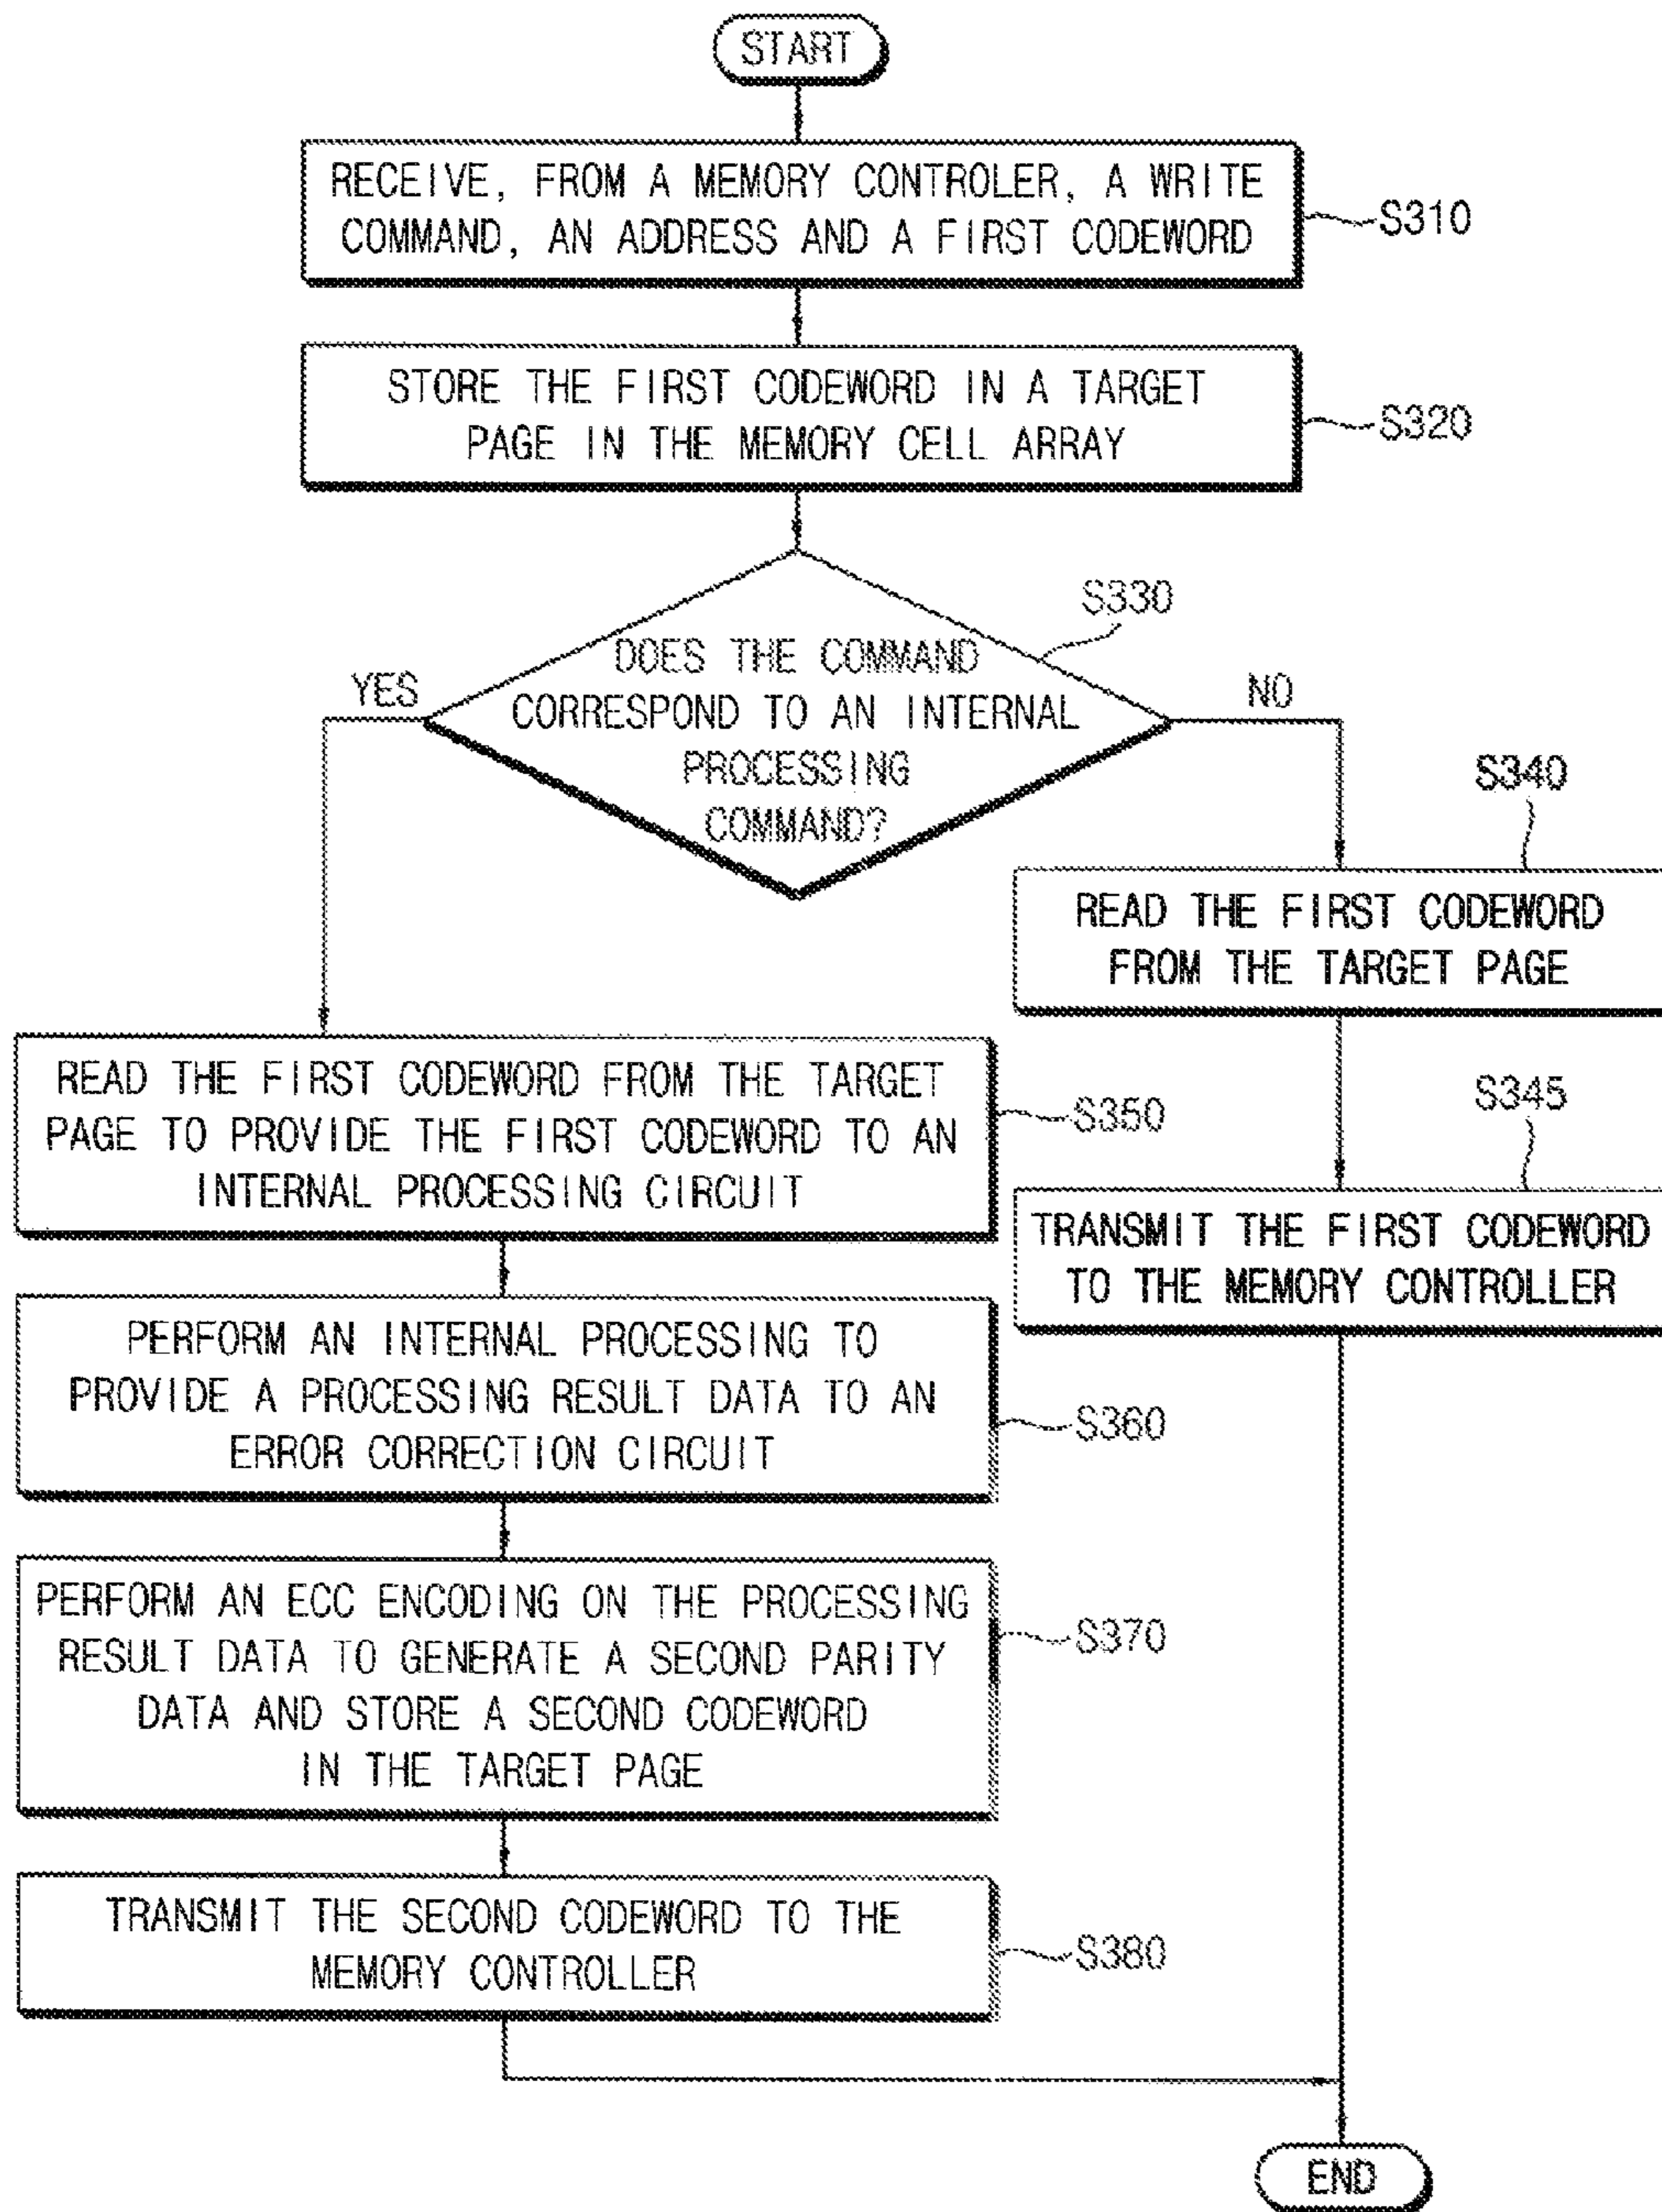 START
RECEIVE, FROM A MEMORY CONTROLER, A WRITE
COMMAND, AN ADDRESS AND A FIRST CODEWORD
S310
STORE THE FIRST CODEWORD IN A TARGET
PAGE IN THE MEMORY CELL ARRAY
S320
S330
DOES THE COMMAND
CORRESPOND TO AN INTERNAL
PROCESSING
COMMAND?
YES
NO
S340
READ THE FIRST CODEWORD
FROM THE TARGET PAGE
S345
TRANSMIT THE FIRST CODEWORD
TO THE MEMORY CONTROLLER
READ THE FIRST CODEWORD FROM THE TARGET
PAGE TO PROVIDE THE FIRST CODEWORD TO AN
INTERNAL PROCESSING CIRCUIT
S350
PERFORM AN INTERNAL PROCESSING TO
PROVIDE A PROCESSING RESULT DATA TO AN
ERROR CORRECTION CIRCUIT
S360
PERFORM AN ECC ENCODING ON THE PROCESSING
RESULT DATA TO GENERATE A SECOND PARITY
DATA AND STORE A SECOND CODEWORD
IN THE TARGET PAGE
S370
TRANSMIT THE SECOND CODEWORD TO THE
MEMORY CONTROLLER
S380
END